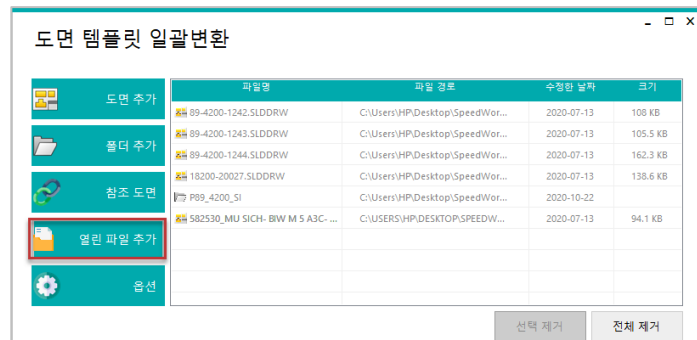 도면 템플릿 일괄변환
도면 추가
폴더 추가
참조 도면
열린 파일 추가
옵션
파일명 파일 경로 수정한 날짜 크기
89-4200-1242.SLDDRW C:\Users\HP\Desktop\SpeedWor... 2020-07-13 108 KB
89-4200-1243.SLDDRW C:\Users\HP\Desktop\SpeedWor... 2020-07-13 105.5 KB
89-4200-1244.SLDDRW C:\Users\HP\Desktop\SpeedWor... 2020-07-13 162.3 KB
18200-20027.SLDDRW C:\Users\HP\Desktop\SpeedWor... 2020-07-13 138.6 KB
P89_4200_SI C:\Users\HP\Desktop\SpeedWor... 2020-10-22
582530_MU SICH- BIW M 5 A3C- ... C:\USERS\HP\DESKTOP\SPEEDW... 2020-07-13 94.1 KB
선택 제거 전체 제거